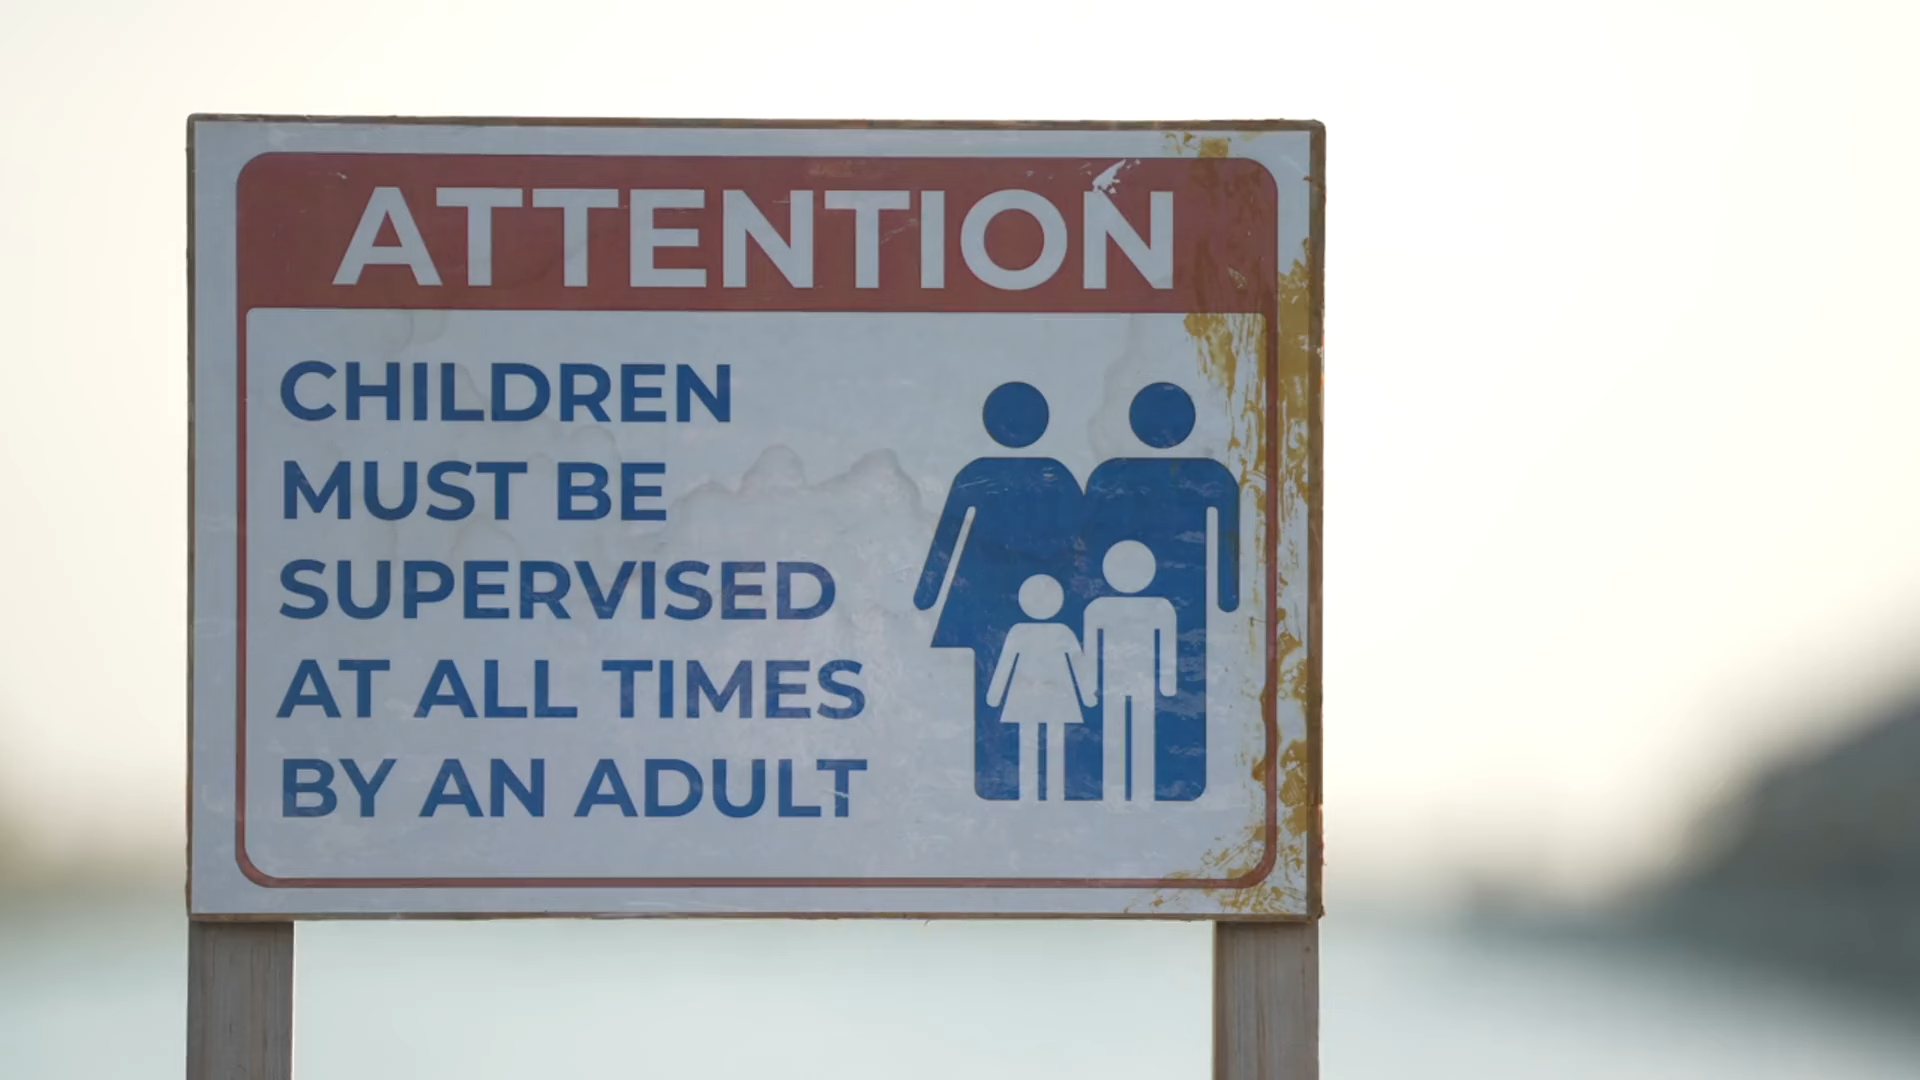 ATTENTION
CHILDREN
MUST BE
SUPERVISED
AT ALL TIMES
BY AN ADULT